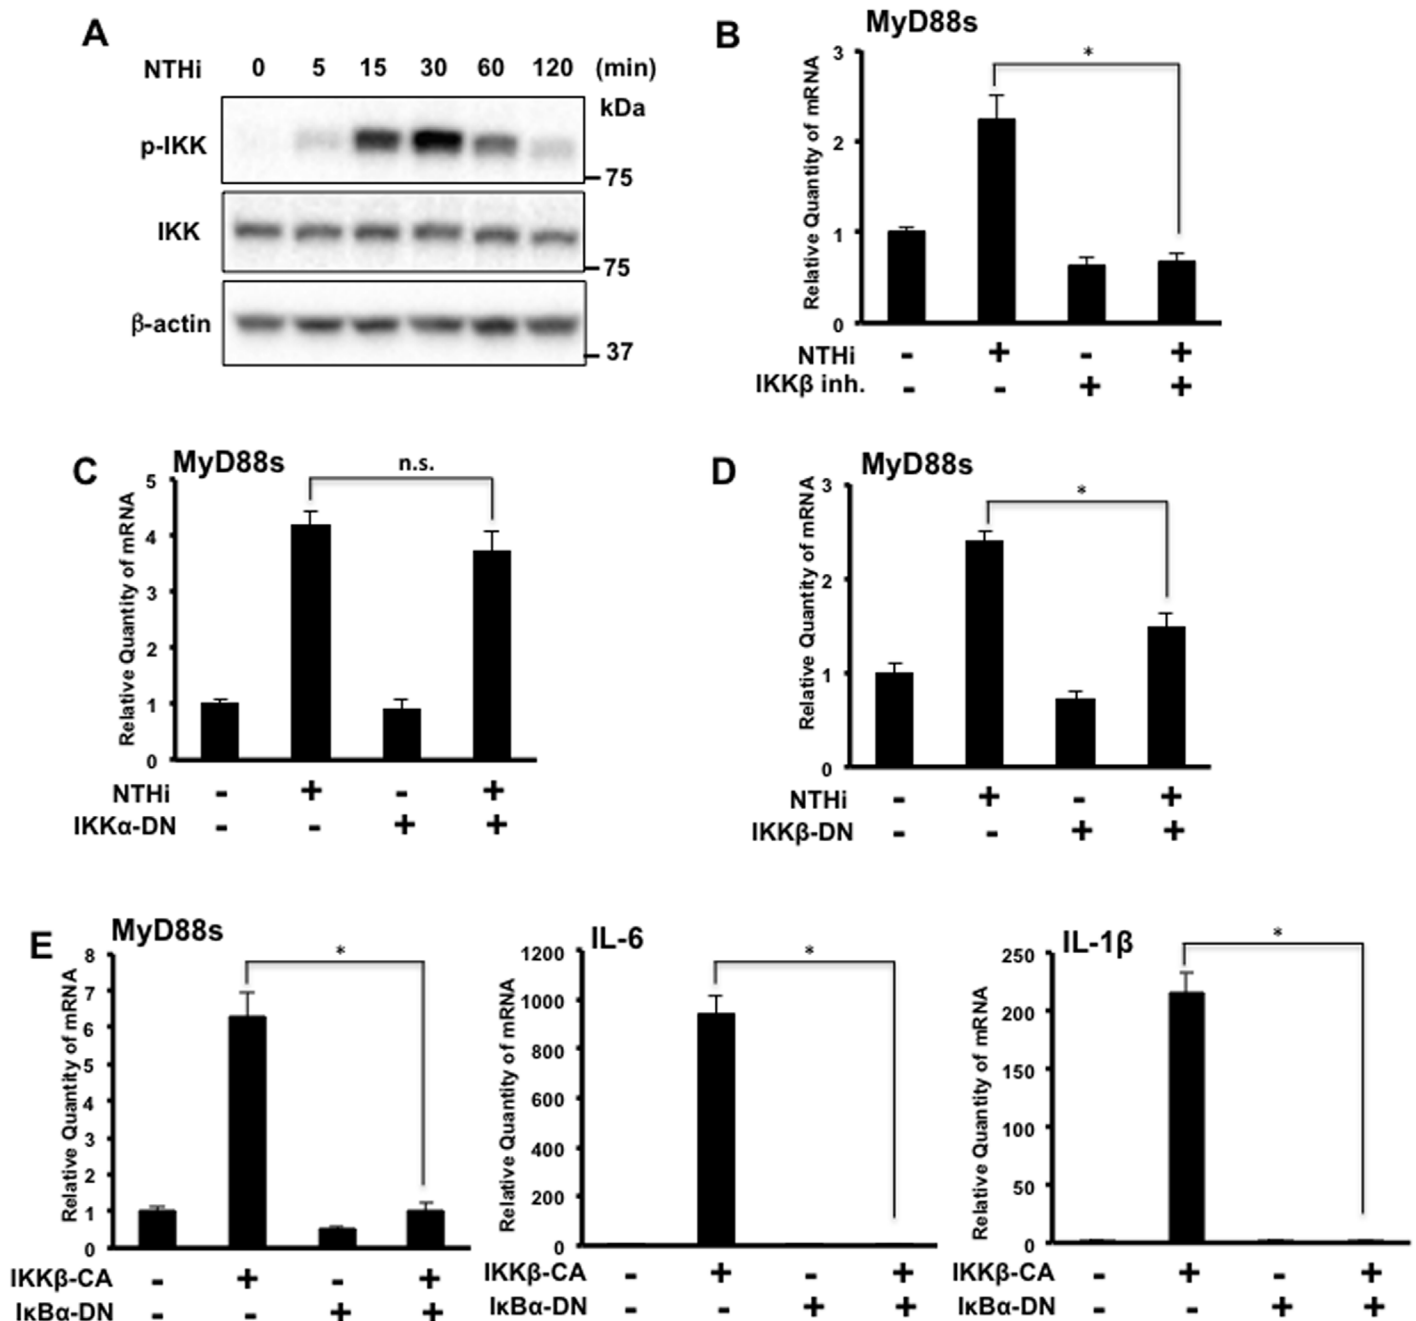 A
NTHi 0 5 15 30 60 120 (min)
kDa
p-IKK
75
IKK
75
β-actin
37
B
MyD88s
*
Relative Quantity of mRNA
3
2
1
0
NTHi - + - +
IKKβ inh. - - + +
C
MyD88s
n.s.
Relative Quantity of mRNA
5
4
3
2
1
0
NTHi - + - +
IKKα-DN - - + +
D
MyD88s
*
Relative Quantity of mRNA
3
2
1
0
NTHi - + - +
IKKβ-DN - - + +
E
MyD88s
*
Relative Quantity of mRNA
8
7
6
5
4
3
2
1
0
IKKβ-CA - + - +
IκBα-DN - - + +
IL-6
*
Relative Quantity of mRNA
1200
1000
800
600
400
200
0
IKKβ-CA - + - +
IκBα-DN - - + +
IL-1β
*
Relative Quantity of mRNA
250
200
150
100
50
0
IKKβ-CA - + - +
IκBα-DN - - + +